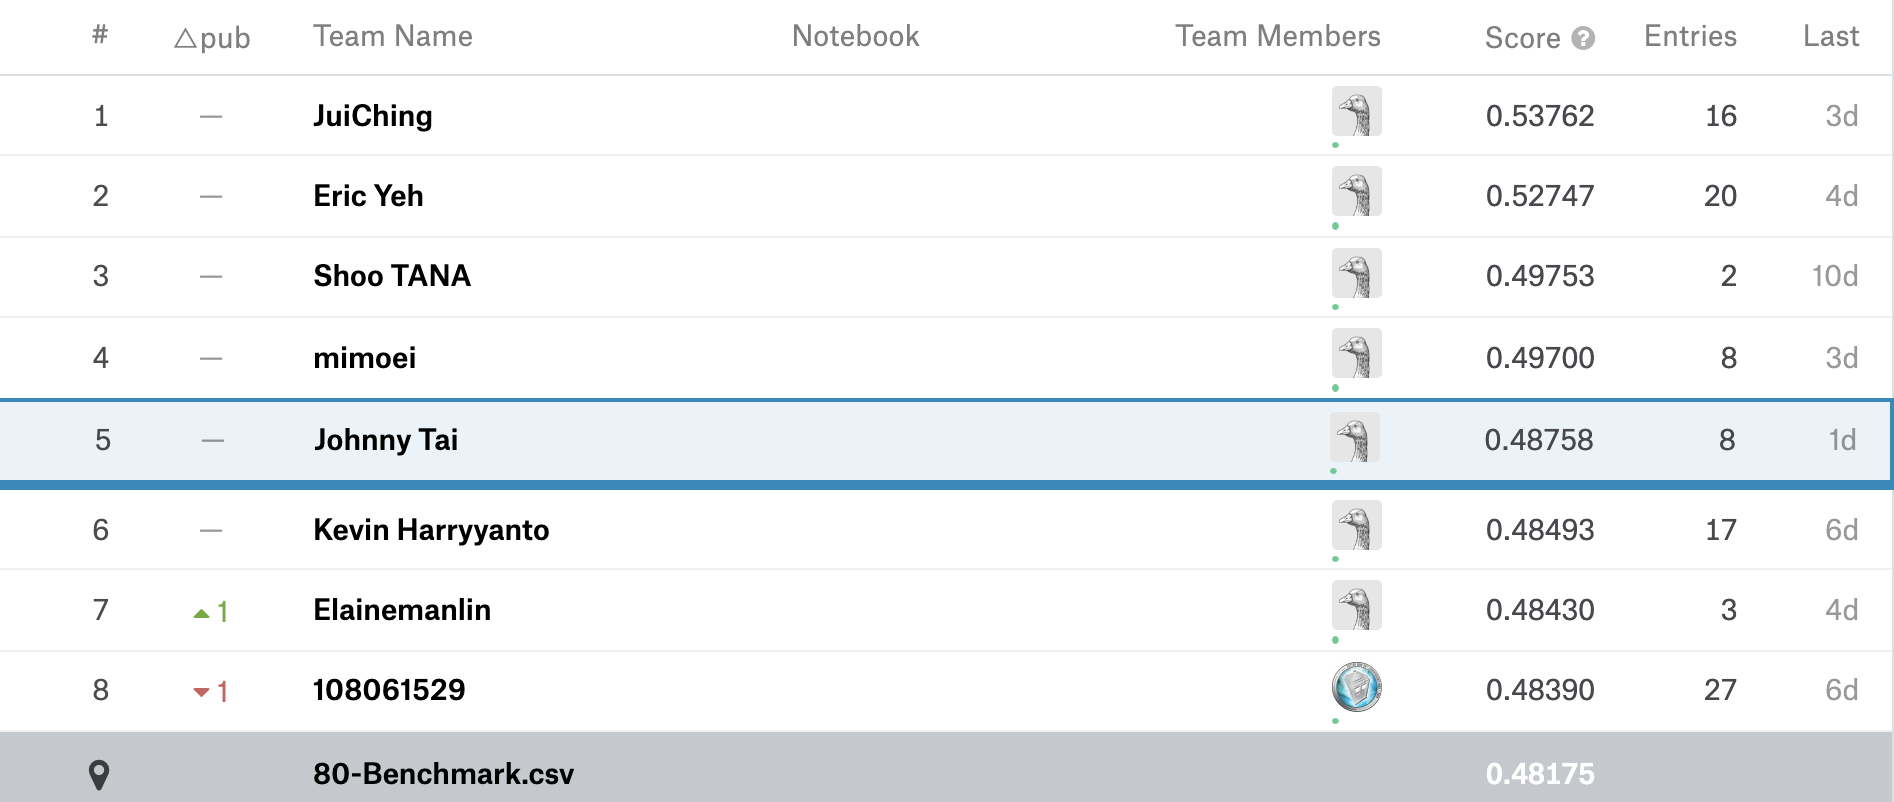 # △pub Team Name Notebook Team Members Score ? Entries Last
1 — JuiChing 0.53762 16 3d
2 — Eric Yeh 0.52747 20 4d
3 — Shoo TANA 0.49753 2 10d
4 — mimoei 0.49700 8 3d
5 — Johnny Tai 0.48758 8 1d
6 — Kevin Harryyanto 0.48493 17 6d
7 ▲1 Elainemanlin 0.48430 3 4d
8 ▼1 108061529 0.48390 27 6d
80-Benchmark.csv 0.48175